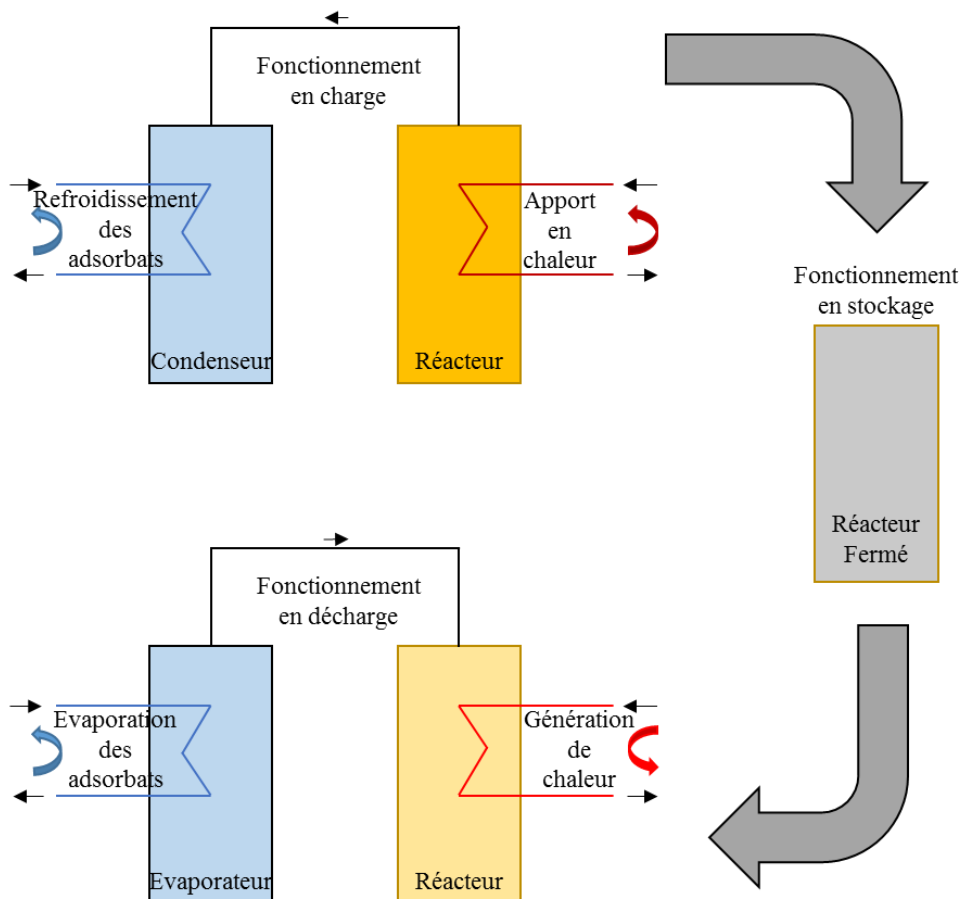 Fonctionnement
en charge
Refroidissement
des
adsorbats
Apport
en
chaleur
Condenseur
Réacteur
Fonctionnement
en stockage
Réacteur
Fermé
Fonctionnement
en décharge
Evaporation
des
adsorbats
Génération
de
chaleur
Evaporateur
Réacteur